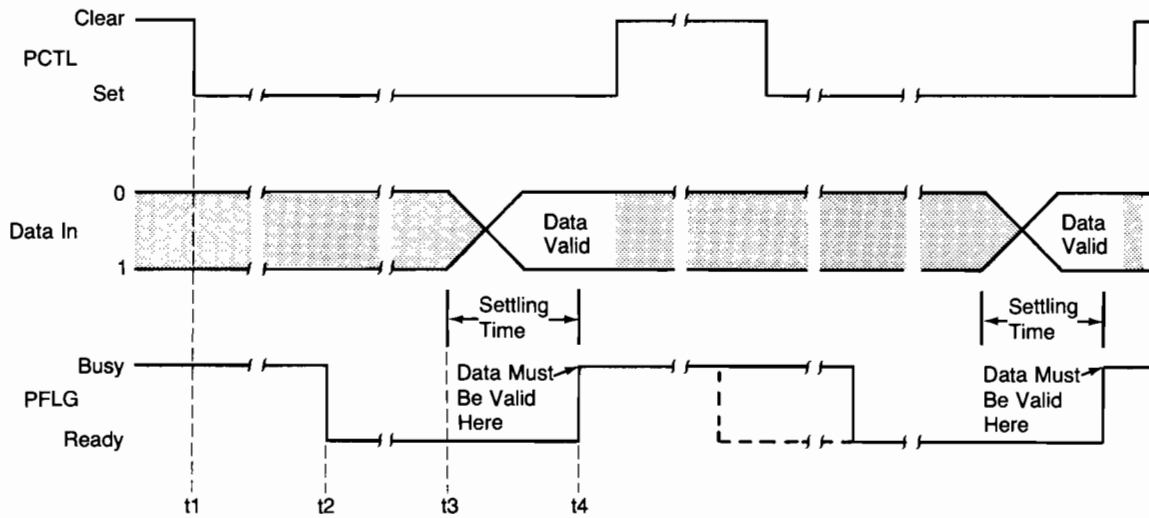 Clear
PCTL
Set
0
Data In
1
Data
Valid
Data
Valid
Settling
Time
Settling
Time
Busy
PFLG
Ready
Data Must
Be Valid
Here
Data Must
Be Valid
Here
t1
t2
t3
t4